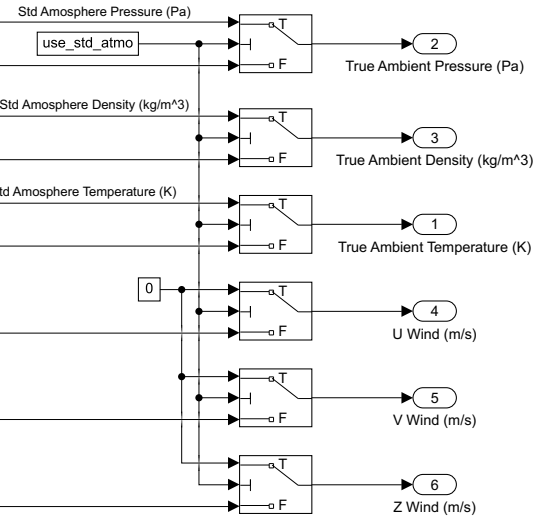 Std Amosphere Pressure (Pa)
T
use_std_atmo
2
F
True Ambient Pressure (Pa)
Std Amosphere Density (kg/m^3)
T
3
F
True Ambient Density (kg/m^3)
td Amosphere Temperature (K)
T
1
F
True Ambient Temperature (K)
0
T
4
F
U Wind (m/s)
T
5
F
V Wind (m/s)
T
6
F
Z Wind (m/s)